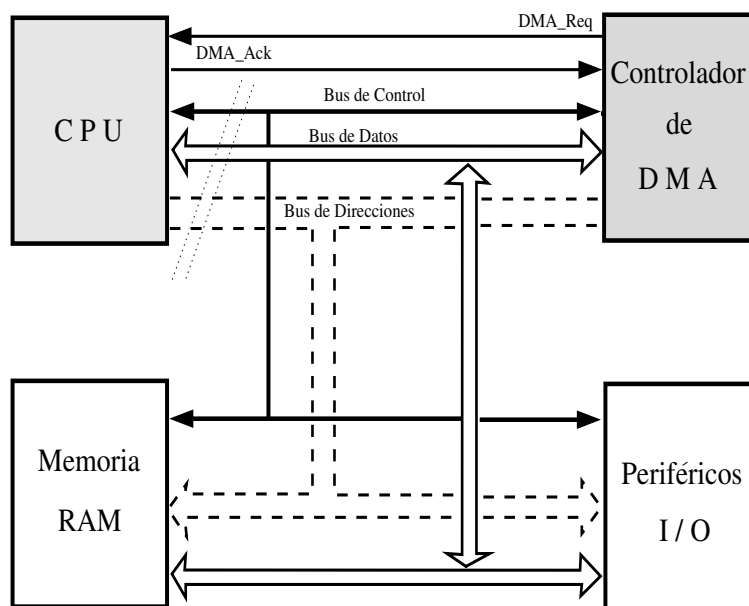 DMA_Req
DMA_Ack
Controlador
de
D M A
C P U
Bus de Control
Bus de Datos
Bus de Direcciones
Memoria
RAM
Periféricos
I / O